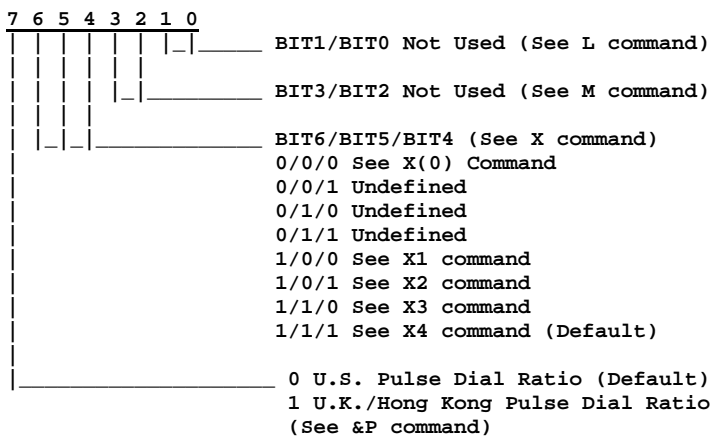 7 6 5 4 3 2 1 0
BIT1/BIT0 Not Used (See L command)
BIT3/BIT2 Not Used (See M command)
BIT6/BIT5/BIT4 (See X command)
0/0/0 See X(0) Command
0/0/1 Undefined
0/1/0 Undefined
0/1/1 Undefined
1/0/0 See X1 command
1/0/1 See X2 command
1/1/0 See X3 command
1/1/1 See X4 command (Default)
0 U.S. Pulse Dial Ratio (Default)
1 U.K./Hong Kong Pulse Dial Ratio
(See &P command)